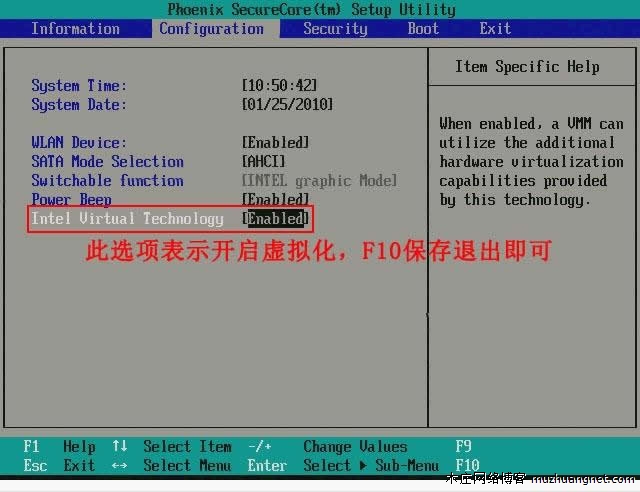 Phoenix SecureCore(tm) Setup Utility
Information Configuration Security Boot Exit
Item Specific Help
System Time: [10:50:42]
System Date: [01/25/2010]
When enabled, a VMM can
utilize the additional
hardware virtualization
capabilities provided
by this technology.
WLAN Device: [Enabled]
SATA Mode Selection [AHCI]
Switchable function [INTEL graphic Mode]
Power Beep [Enabled]
Intel Virtual Technology [Enabled]
此选项表示开启虚拟化，F10保存退出即可
F1 Help ↑↓ Select Item -/+ Change Values F9
Esc Exit ↔ Select Menu Enter Select ▶ Sub-Menu F10
木庄网络博客 muzhuangnet.com